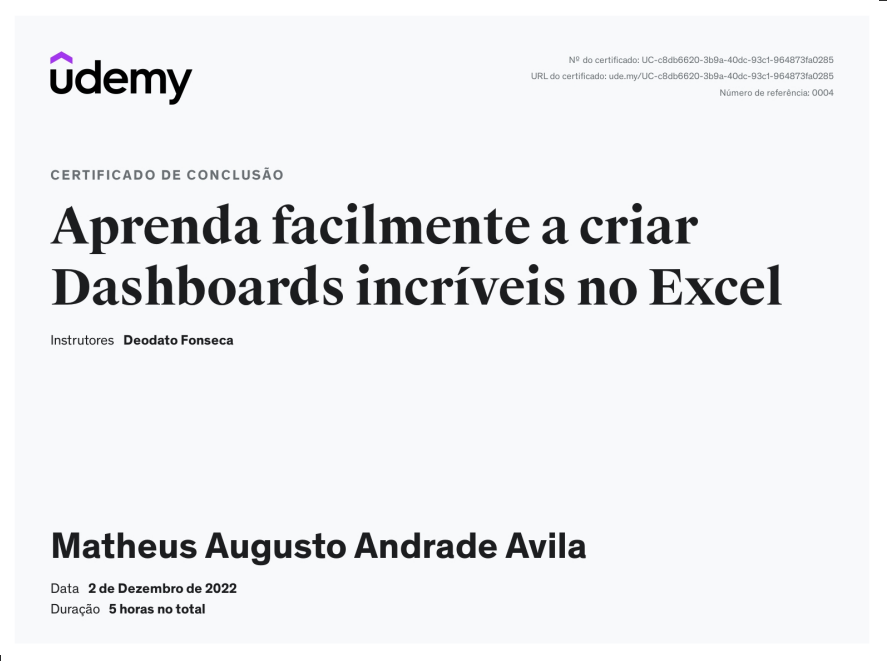 udemy
Nº do certificado: UC-c8db6620-3b9a-40dc-93c1-964873fa0285
URL do certificado: ude.my/UC-c8db6620-3b9a-40dc-93c1-964873fa0285
Número de referência: 0004
CERTIFICADO DE CONCLUSÃO
Aprenda facilmente a criar
Dashboards incríveis no Excel
Instrutores Deodato Fonseca
Matheus Augusto Andrade Avila
Data 2 de Dezembro de 2022
Duração 5 horas no total